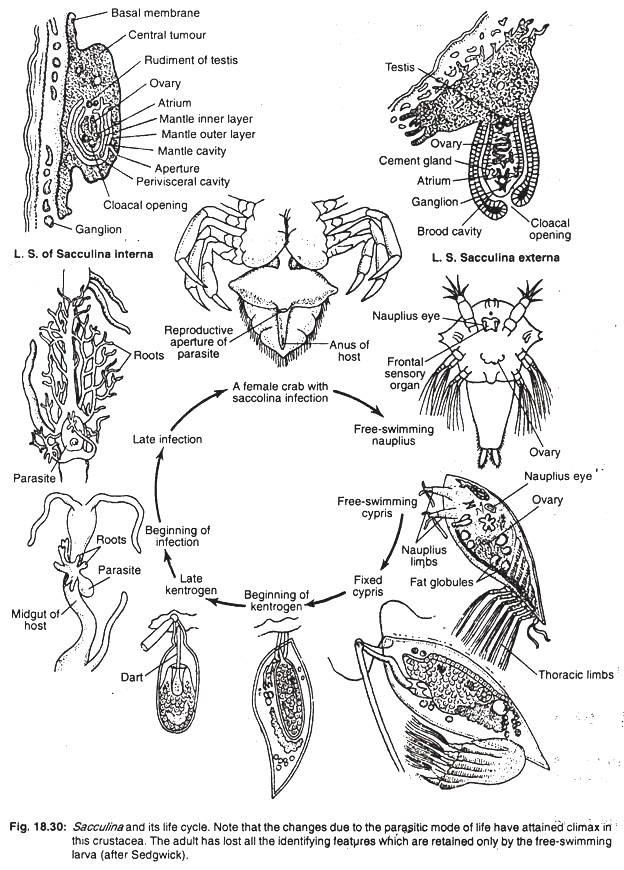 Basal membrane
Central tumour
Rudiment of testis
Ovary
Atrium
Mantle inner layer
Mantle outer layer
Mantle cavity
Aperture
Perivisceral cavity
Cloacal opening
Ganglion
L. S. of Sacculina interna
Testis
Ovary
Cement gland
Atrium
Ganglion
Brood cavity
Cloacal
opening
L. S. Sacculina externa
Reproductive
aperture of
parasite
Anus of
host
Roots
Parasite
Nauplius eye
Frontal
sensory
organ
Ovary
A female crab with
saccolina infection
Free-swimming
nauplius
Late infection
Nauplius eye
Ovary
Free-swimming
cypris
Nauplius
limbs
Fat globules
Thoracic limbs
Beginning of
infection
Roots
Parasite
Midgut of
host
Late
kentrogen
Beginning of
kentrogen
Fixed
cypris
Dart
Fig. 18.30: Sacculina and its life cycle. Note that the changes due to the parasitic mode of life have attained climax in
this crustacea. The adult has lost all the identifying features which are retained only by the free-swimming
larva (after Sedgwick).